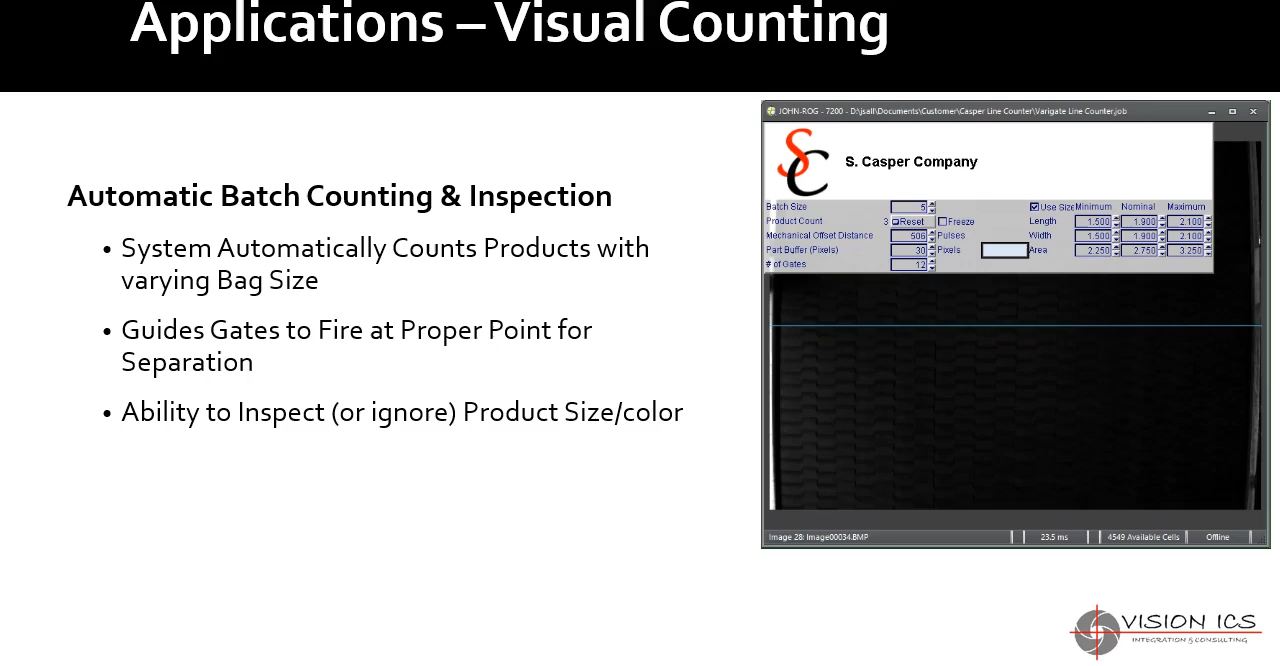 Applications – Visual Counting
Automatic Batch Counting & Inspection
• System Automatically Counts Products with
varying Bag Size
• Guides Gates to Fire at Proper Point for
Separation
• Ability to Inspect (or ignore) Product Size/color
JOHN-ROG - 7200 - D:\jsall\Documents\Customer\Casper Line Counter\Varigate Line Counter.job
SC
S. Casper Company
Batch Size 5 Use Size Minimum Nominal Maximum
Product Count 3 Reset Freeze Length 1.500 1.900 2.100
Mechanical Offset Distance 506 Pulses Width 1.500 1.900 2.100
Part Buffer (Pixels) 30 Pixels Area 2.250 2.750 3.250
# of Gates 12
Image 28: Image00034.BMP 23.5 ms 4549 Available Cells Offline
VISION ICS
INTEGRATION & CONSULTING